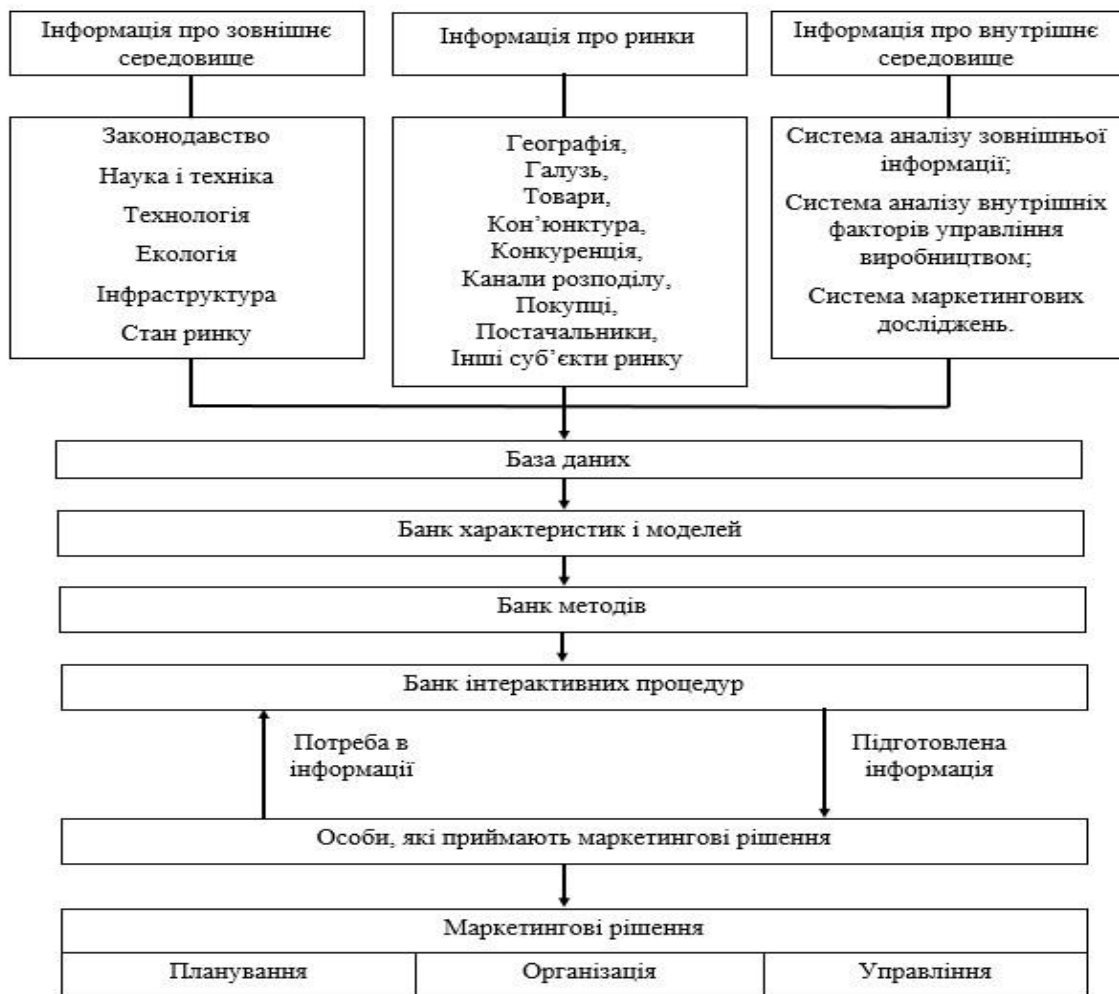 Інформація про зовнішнє
середовище
Інформація про ринки
Інформація про внутрішнє
середовище
Законодавство
Наука і техніка
Технологія
Екологія
Інфраструктура
Стан ринку
Географія,
Галузь,
Товари,
Кон’юнктура,
Конкуренція,
Канали розподілу,
Покупці,
Постачальники,
Інші суб’єкти ринку
Система аналізу зовнішньої
інформації;
Система аналізу внутрішніх
факторів управління
виробництвом;
Система маркетингових
досліджень.
База даних
Банк характеристик і моделей
Банк методів
Банк інтерактивних процедур
Потреба в
інформації
Підготовлена
інформація
Особи, які приймають маркетингові рішення
Маркетингові рішення
Планування
Організація
Управління